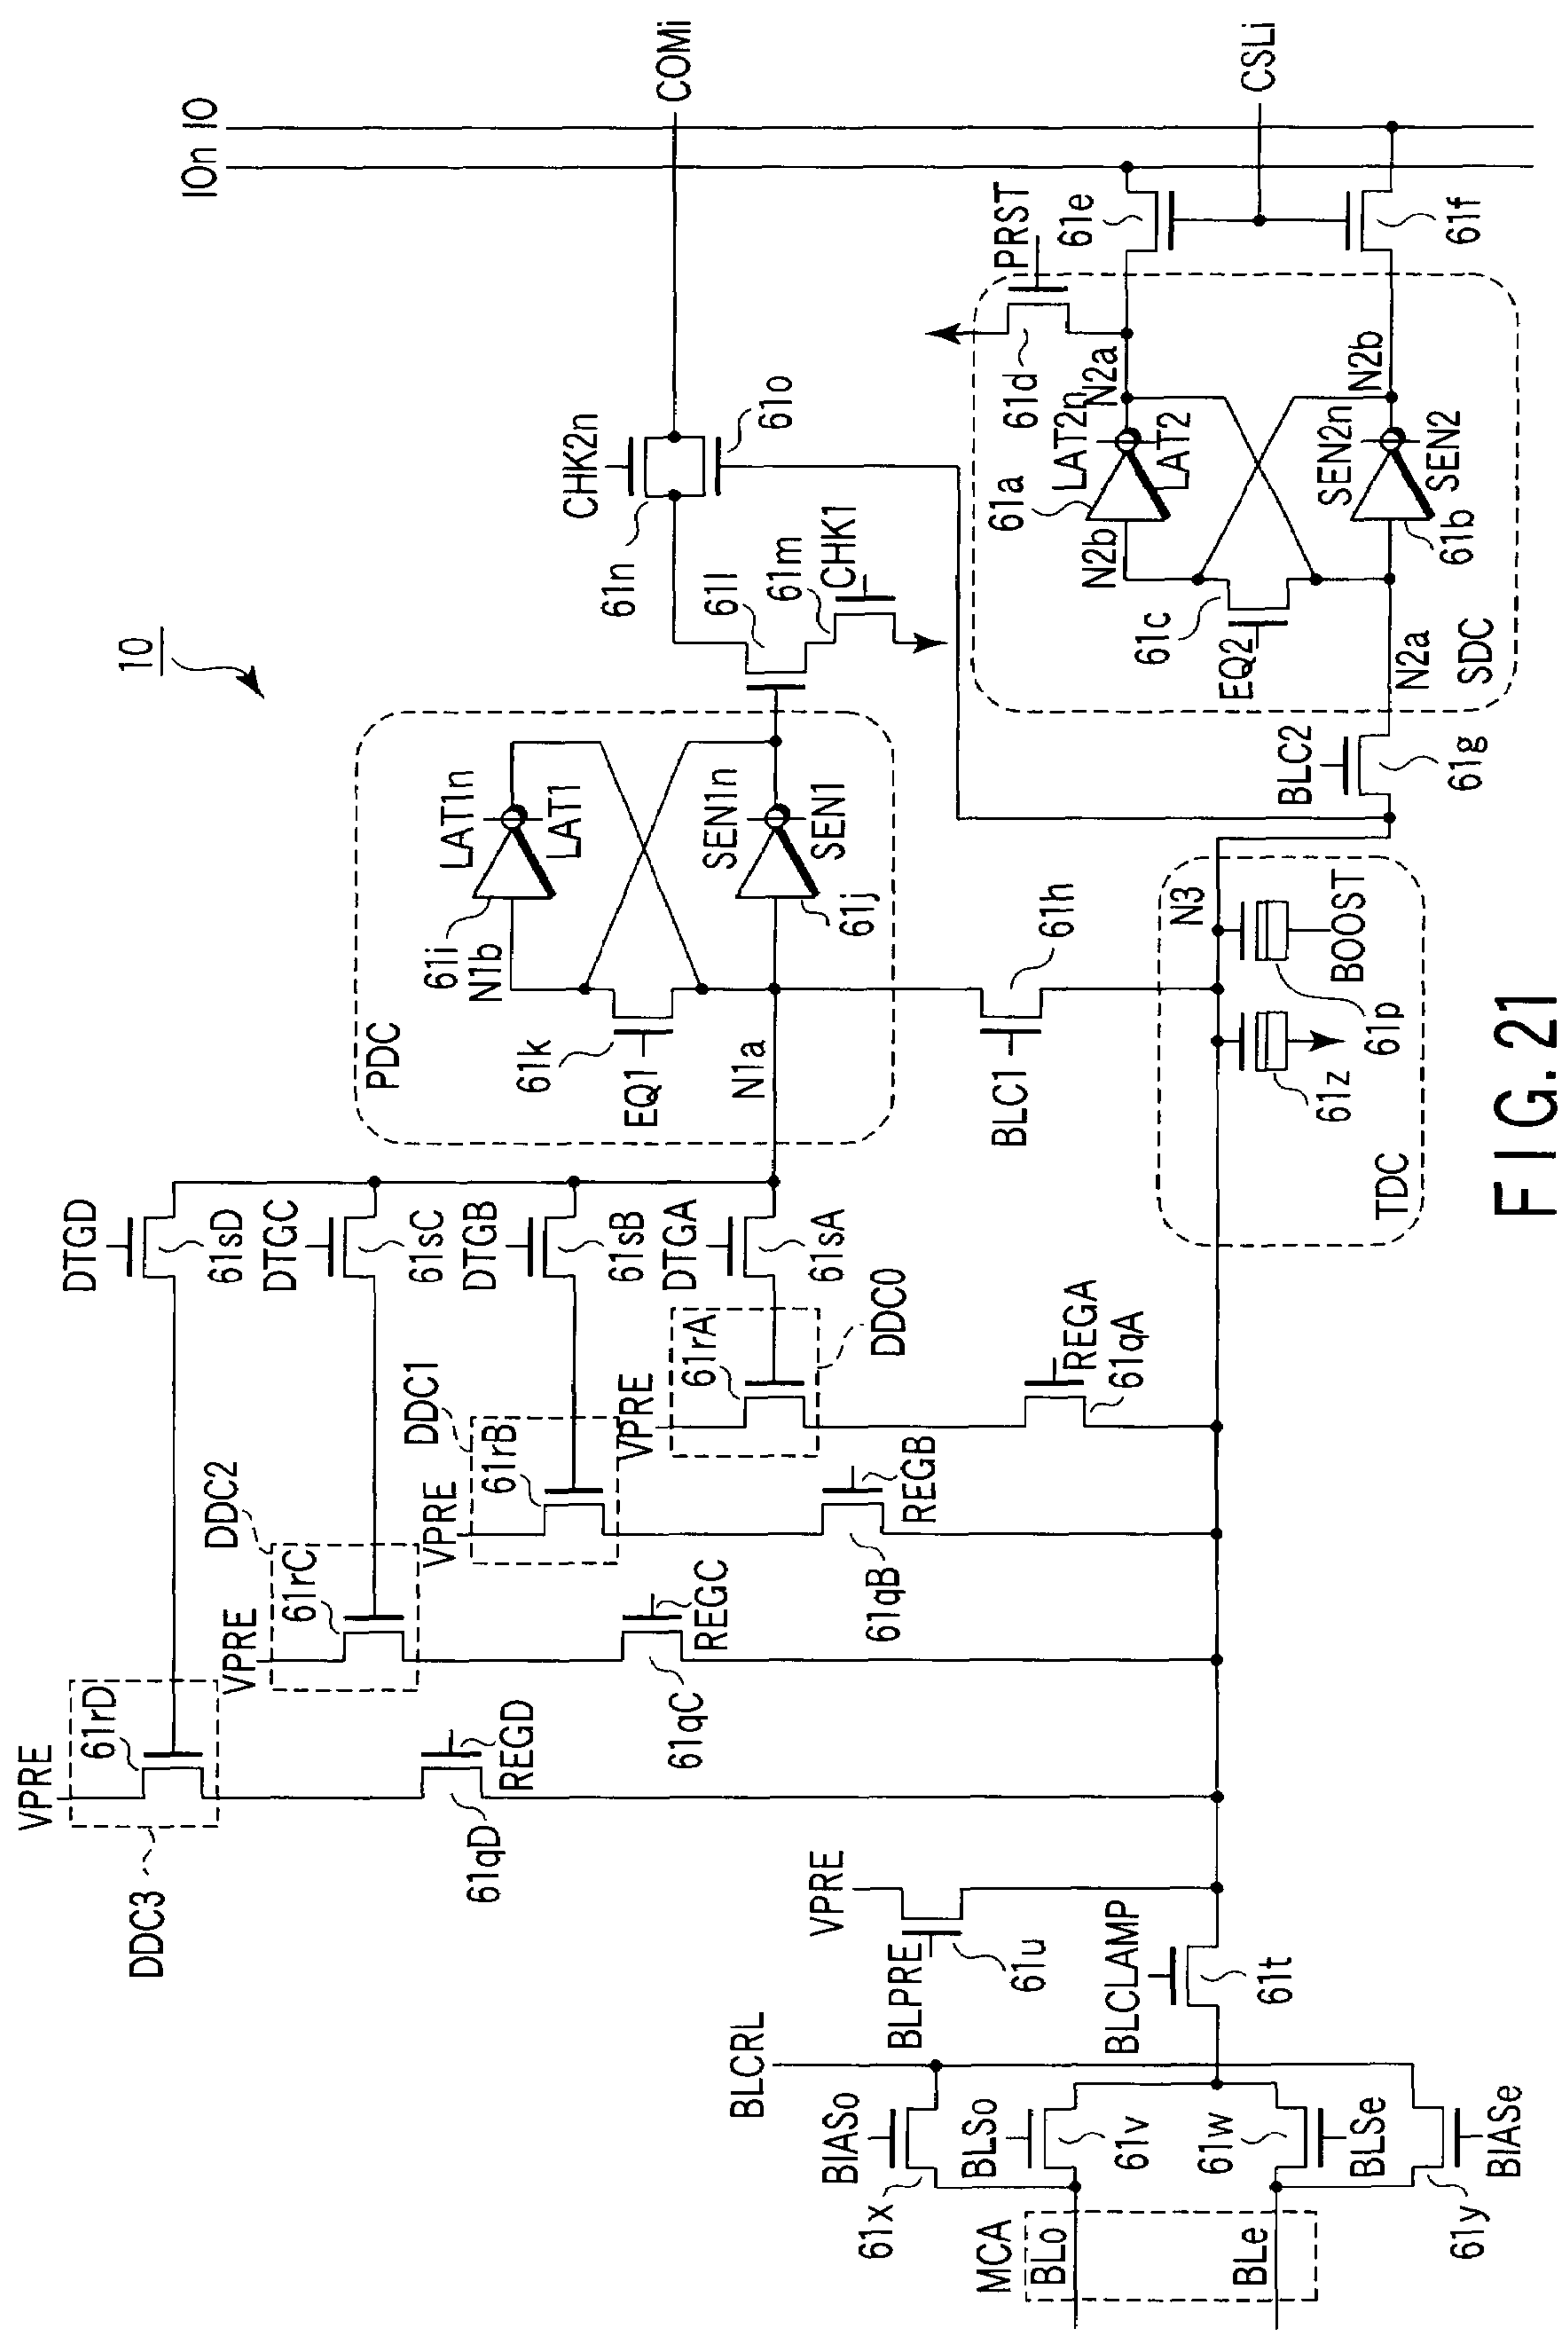 10
IOn IO
COMi
CHK2n
61n
61o
61l
61m
CHK1
PRST
61d
61e
CSLi
61f
61a
LAT2n
LAT2
N2a
N2b
61c
EQ2
SEN2n
SEN2
N2b
61b
N2a
SDC
BLC2
61g
PDC
LAT1n
LAT1
61i
N1b
61k
EQ1
SEN1n
SEN1
61j
N1a
BLC1
61h
N3
BOOST
61p
61z
TDC
DTGD
61sD
DTGC
61sC
DTGB
61sB
DTGA
61sA
DDC0
61rA
VPRE
REGA
61qA
DDC1
61rB
VPRE
REGB
61qB
DDC2
61rC
VPRE
REGC
61qC
DDC3
61rD
VPRE
REGD
61qD
VPRE
BLPRE
61u
BLCLAMP
61t
BLCRL
BIASo
61x
BLSo
61v
61w
BLSe
BIASe
61y
MCA
BLo
BLe
FIG. 21